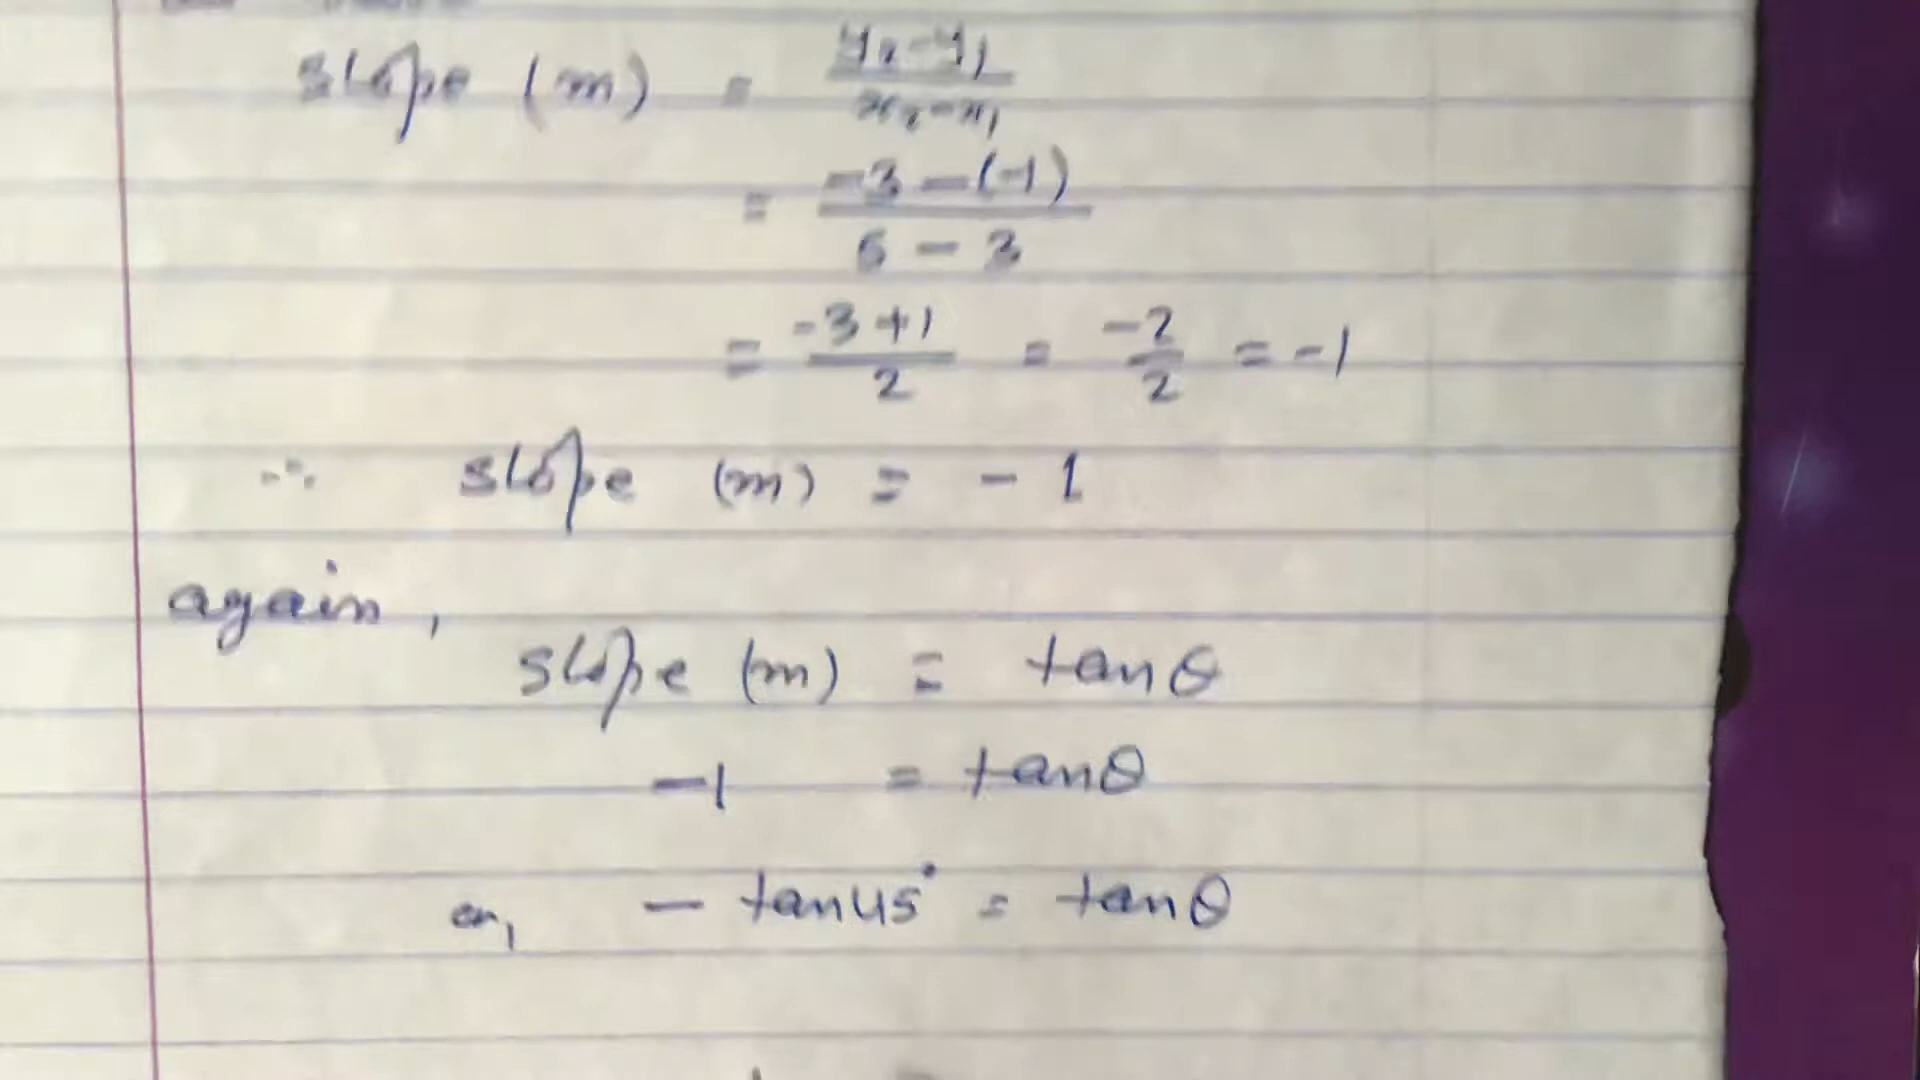 slope (m) = y₂-y₁ / x₂-x₁
= -3-(-1) / 5-3
= -3+1 / 2 = -2 / 2 = -1
∴ slope (m) = -1
again,
slope (m) = tanθ
-1 = tanθ
or, - tan45° = tanθ